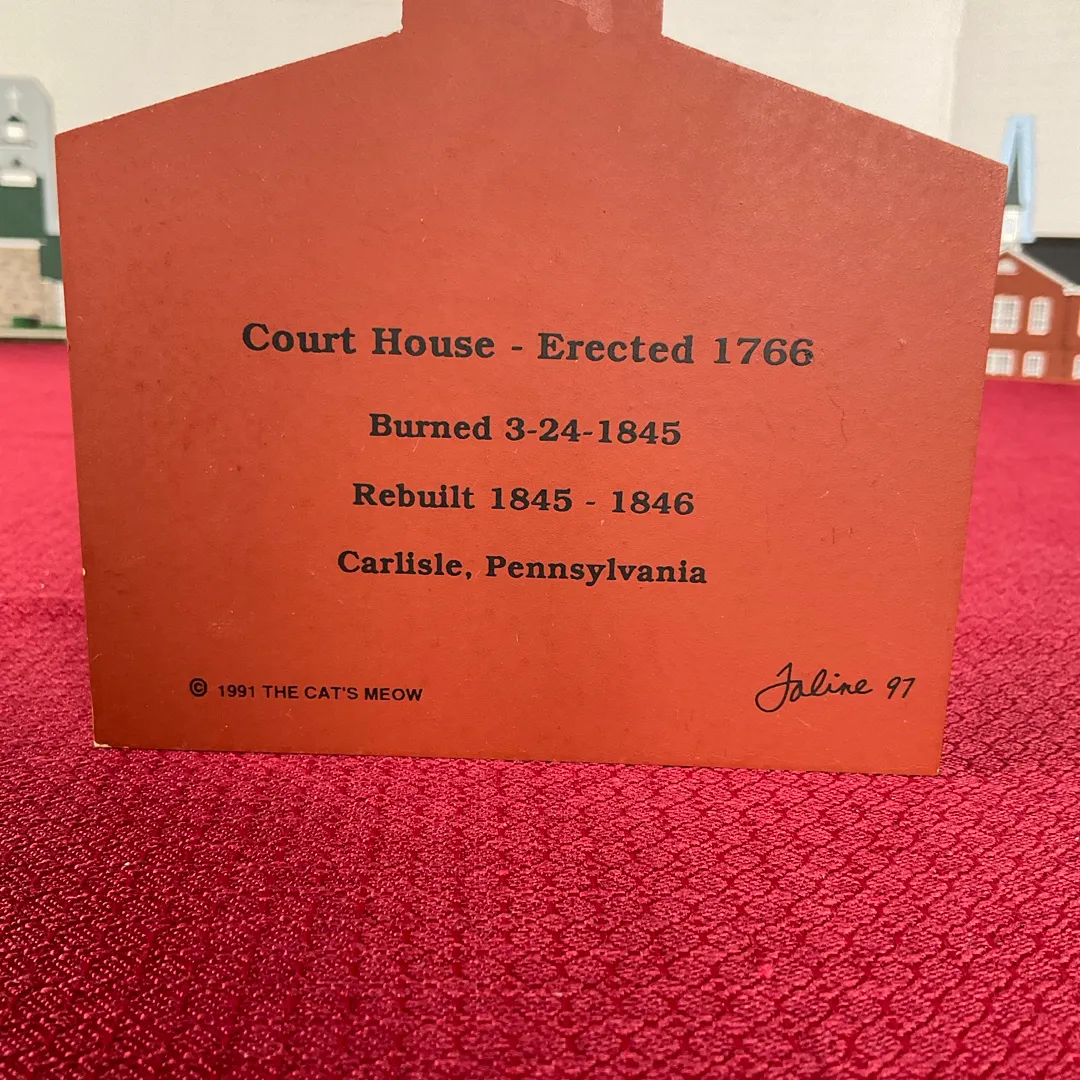 Court House - Erected 1766
Burned 3-24-1845
Rebuilt 1845 - 1846
Carlisle, Pennsylvania
© 1991 THE CAT'S MEOW
Faline 97